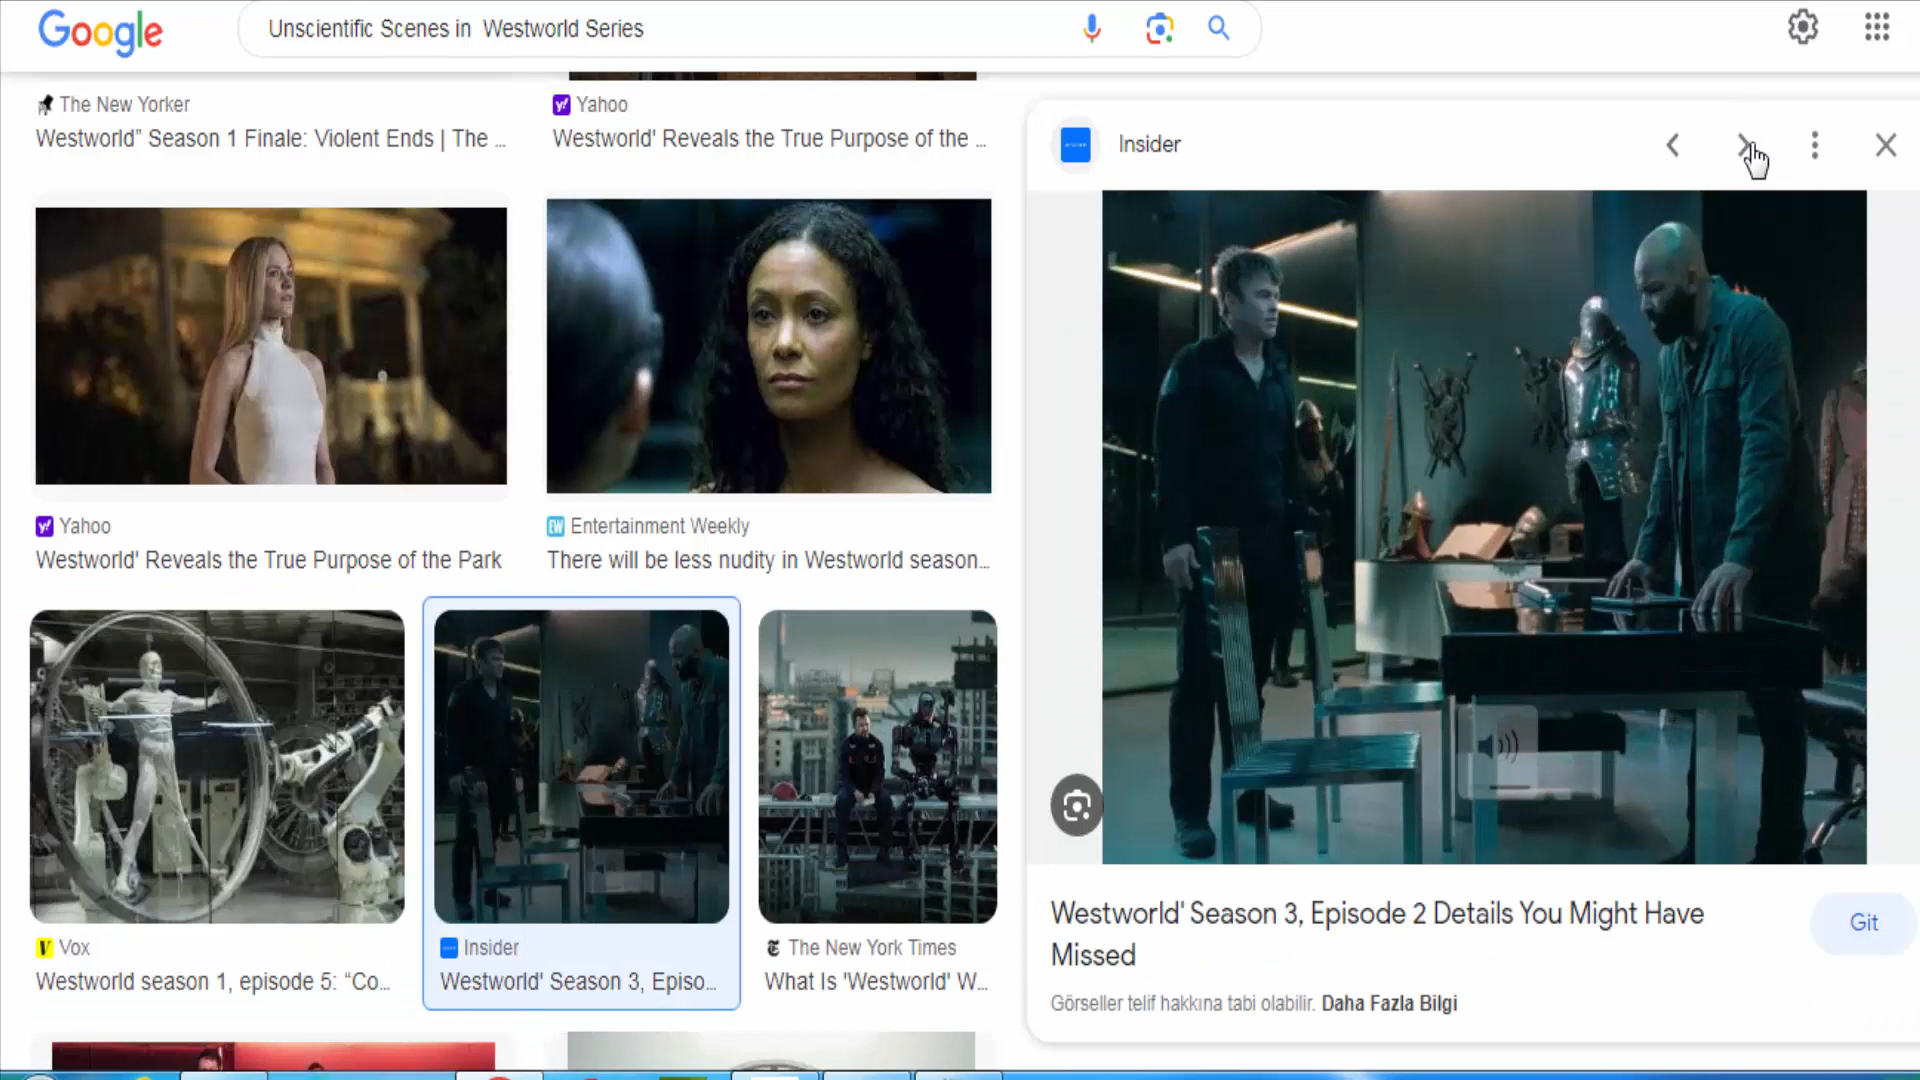 Google
Unscientific Scenes in  Westworld Series
The New Yorker
Westworld” Season 1 Finale: Violent Ends | The ...
Yahoo
Westworld' Reveals the True Purpose of the ...
Insider
Yahoo
Westworld' Reveals the True Purpose of the Park
EW Entertainment Weekly
There will be less nudity in Westworld season...
Vox
Westworld season 1, episode 5: “Co...
Insider
Westworld' Season 3, Episo...
The New York Times
What Is 'Westworld' W...
Westworld' Season 3, Episode 2 Details You Might Have
Missed
Git
Görseller telif hakkına tabi olabilir. Daha Fazla Bilgi